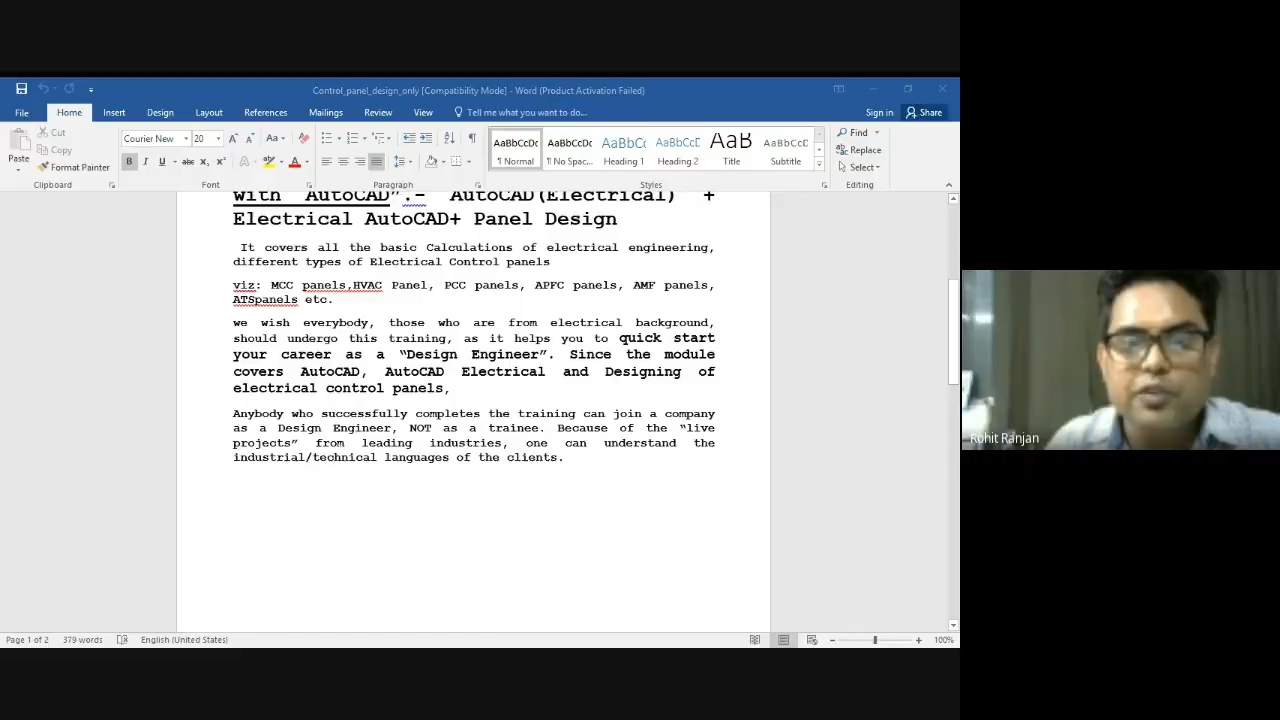 Control_panel_design_only [Compatibility Mode] - Word (Product Activation Failed)
File Home Insert Design Layout References Mailings Review View Tell me what you want to do... Sign in Share
Paste
Cut
Copy
Format Painter
Clipboard
Courier New 20
Font
Paragraph
AaBbCcDc AaBbCcDc AaBbC AaBbCcE AaB AaBbCcD
¶ Normal ¶ No Spac... Heading 1 Heading 2 Title Subtitle
Styles
Find
Replace
Select
Editing
with AutoCAD”.- AutoCAD(Electrical) +
Electrical AutoCAD+ Panel Design
It covers all the basic Calculations of electrical engineering,
different types of Electrical Control panels
viz: MCC panels,HVAC Panel, PCC panels, APFC panels, AMF panels,
ATSpanels etc.
we wish everybody, those who are from electrical background,
should undergo this training, as it helps you to quick start
your career as a “Design Engineer”. Since the module
covers AutoCAD, AutoCAD Electrical and Designing of
electrical control panels,
Anybody who successfully completes the training can join a company
as a Design Engineer, NOT as a trainee. Because of the “live
projects” from leading industries, one can understand the
industrial/technical languages of the clients.
Page 1 of 2 379 words English (United States) 100%
Rohit Ranjan